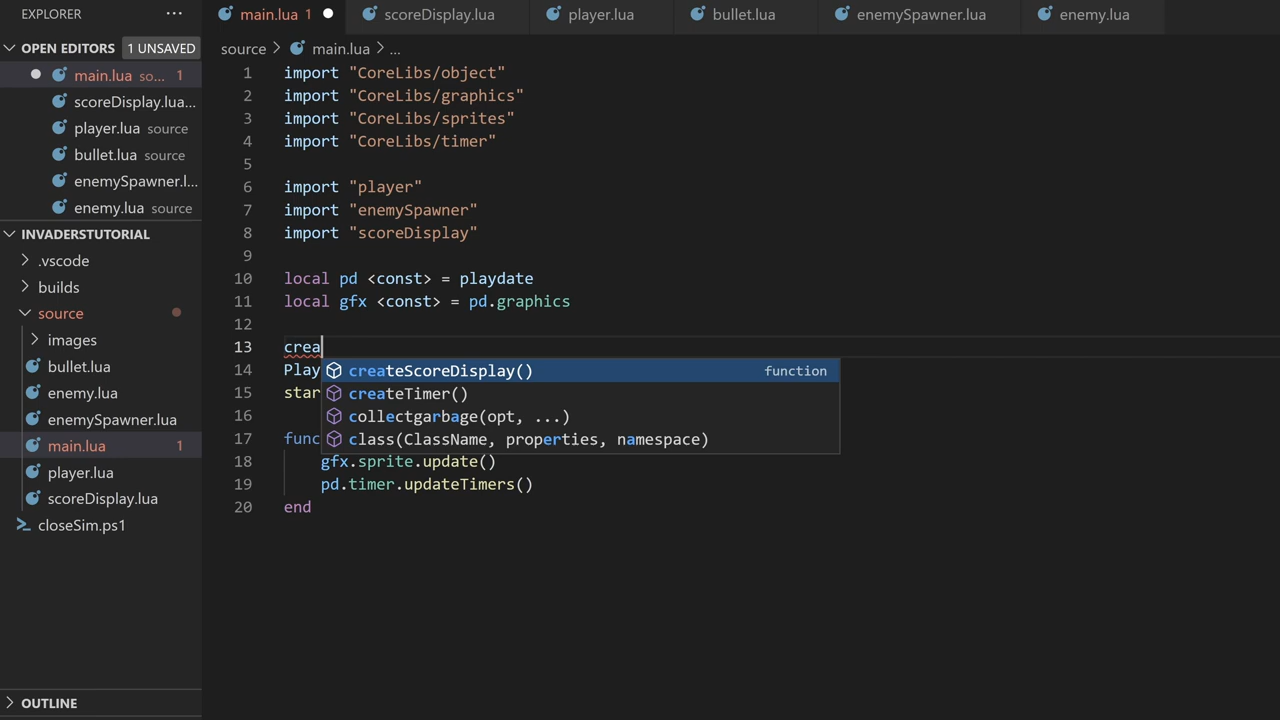 EXPLORER ...
main.lua 1
scoreDisplay.lua
player.lua
bullet.lua
enemySpawner.lua
enemy.lua
OPEN EDITORS 1 UNSAVED
main.lua so... 1
scoreDisplay.lua...
player.lua source
bullet.lua source
enemySpawner.l...
enemy.lua source
INVADERSTUTORIAL
.vscode
builds
source
images
bullet.lua
enemy.lua
enemySpawner.lua
main.lua 1
player.lua
scoreDisplay.lua
closeSim.ps1
OUTLINE
source > main.lua > ...
1 import "CoreLibs/object"
2 import "CoreLibs/graphics"
3 import "CoreLibs/sprites"
4 import "CoreLibs/timer"
5
6 import "player"
7 import "enemySpawner"
8 import "scoreDisplay"
9
10 local pd <const> = playdate
11 local gfx <const> = pd.graphics
12
13 crea
14 Play
15 star
16
17 func
18 gfx.sprite.update()
19 pd.timer.updateTimers()
20 end
createScoreDisplay() function
createTimer()
collectgarbage(opt, ...)
class(ClassName, properties, namespace)